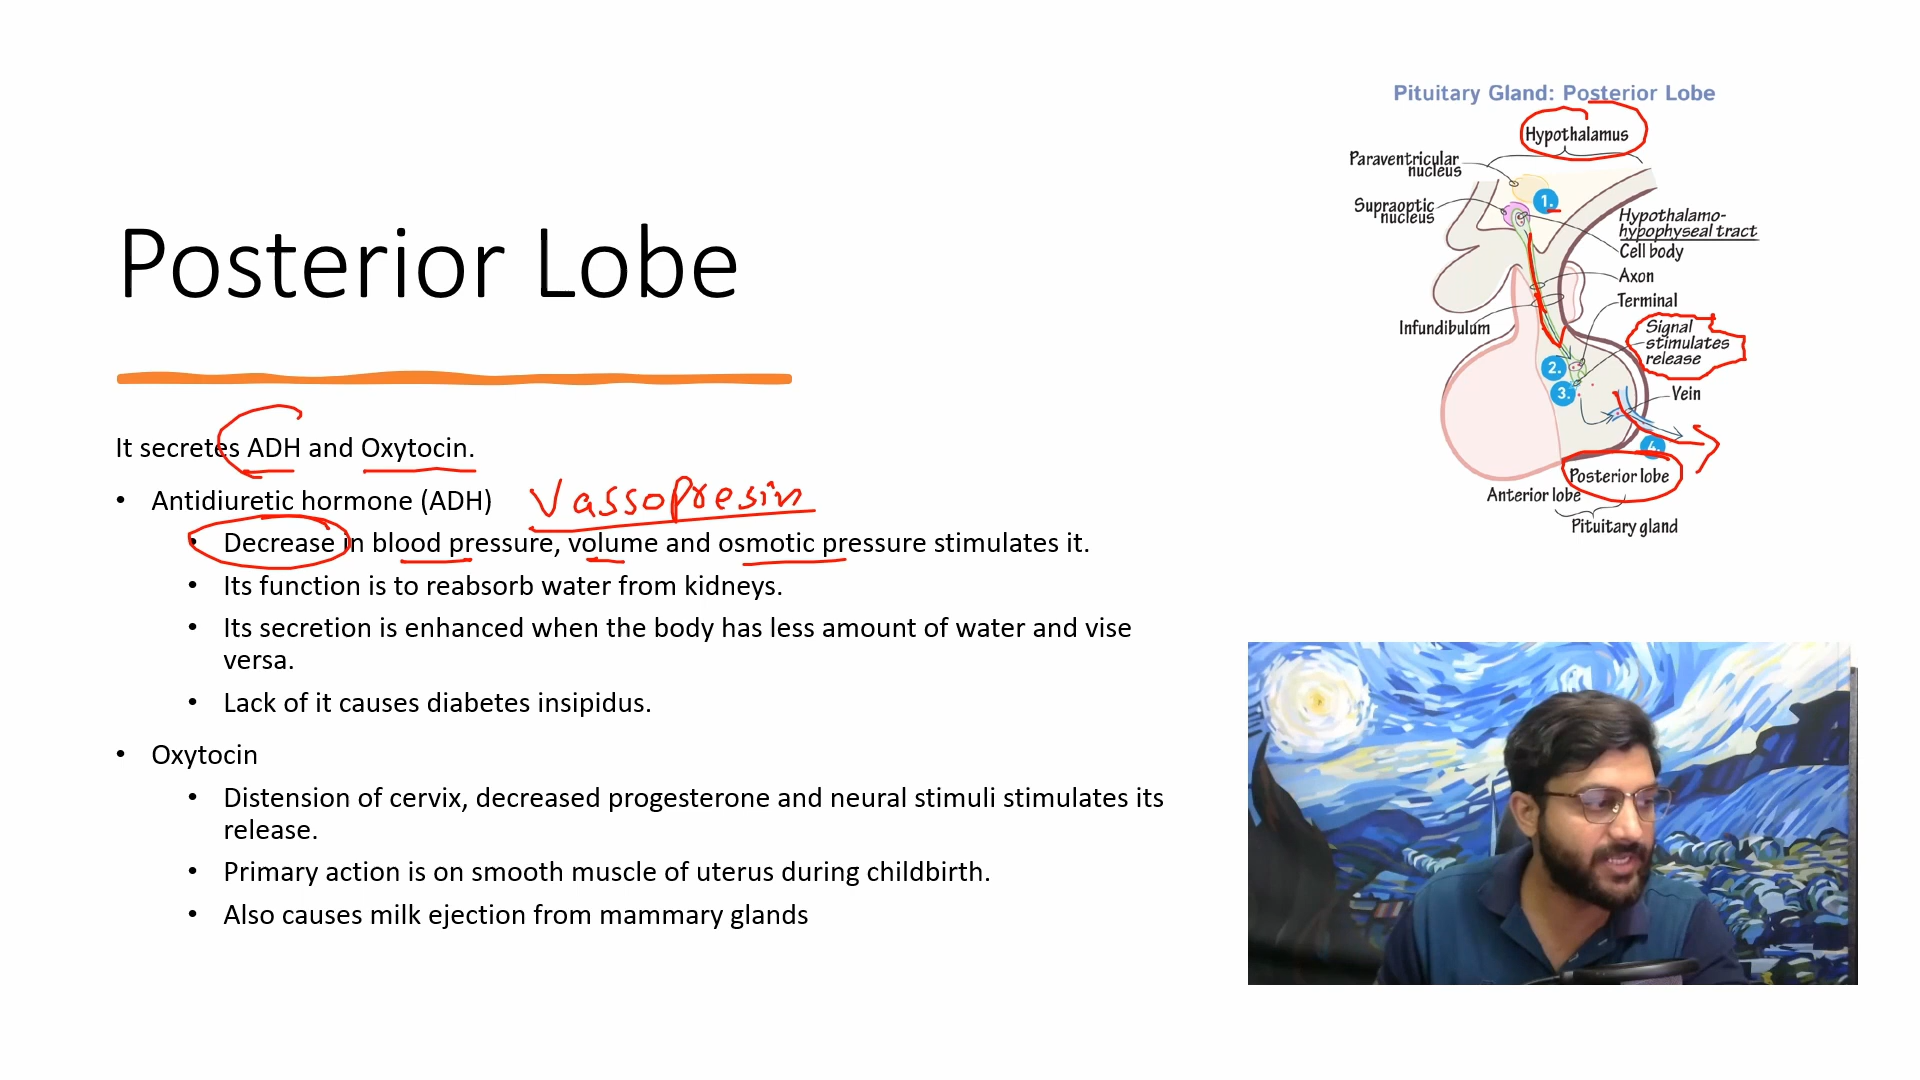 Posterior Lobe
It secretes ADH and Oxytocin.
• Antidiuretic hormone (ADH) Vassopresin
• Decrease in blood pressure, volume and osmotic pressure stimulates it.
• Its function is to reabsorb water from kidneys.
• Its secretion is enhanced when the body has less amount of water and vise
versa.
• Lack of it causes diabetes insipidus.
• Oxytocin
• Distension of cervix, decreased progesterone and neural stimuli stimulates its
release.
• Primary action is on smooth muscle of uterus during childbirth.
• Also causes milk ejection from mammary glands
Pituitary Gland: Posterior Lobe
Hypothalamus
Paraventricular
nucleus
1.
Supraoptic
nucleus
Hypothalamo-
hypophyseal tract
Cell body
Axon
Terminal
Infundibulum
Signal
stimulates
release
2.
3.
Vein
4.
Posterior lobe
Anterior lobe
Pituitary gland